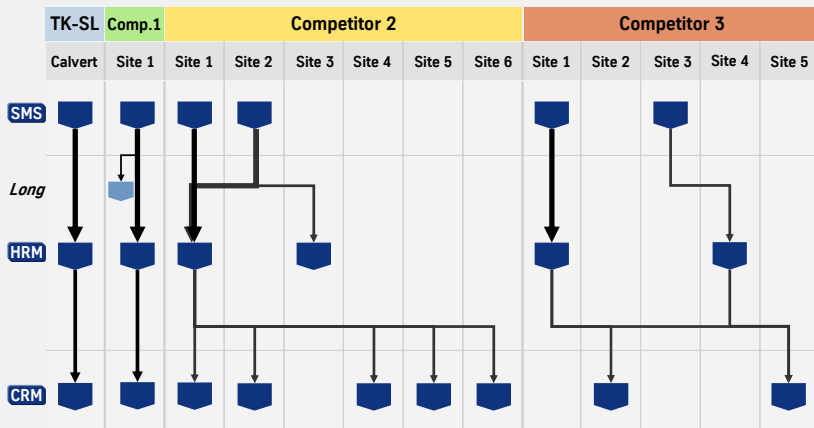 TK-SL Comp.1 Competitor 2 Competitor 3
Calvert Site 1 Site 1 Site 2 Site 3 Site 4 Site 5 Site 6 Site 1 Site 2 Site 3 Site 4 Site 5
SMS
Long
HRM
CRM